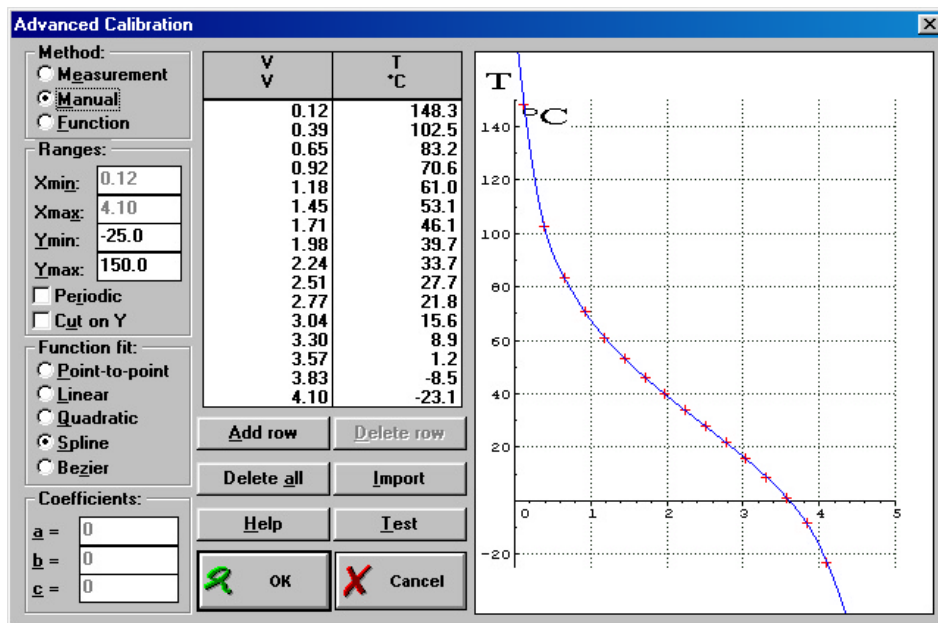 Advanced Calibration
Method:
Measurement
Manual
Function
Ranges:
Xmin: 0.12
Xmax: 4.10
Ymin: -25.0
Ymax: 150.0
Periodic
Cut on Y
Function fit:
Point-to-point
Linear
Quadratic
Spline
Bezier
Coefficients:
a = 0
b = 0
c = 0
V T
V °C
0.12 148.3
0.39 102.5
0.65 83.2
0.92 70.6
1.18 61.0
1.45 53.1
1.71 46.1
1.98 39.7
2.24 33.7
2.51 27.7
2.77 21.8
3.04 15.6
3.30 8.9
3.57 1.2
3.83 -8.5
4.10 -23.1
Add row Delete row
Delete all Import
Help Test
OK Cancel
T
°C
140
120
100
80
60
40
20
0 1 2 3 4 5
-20